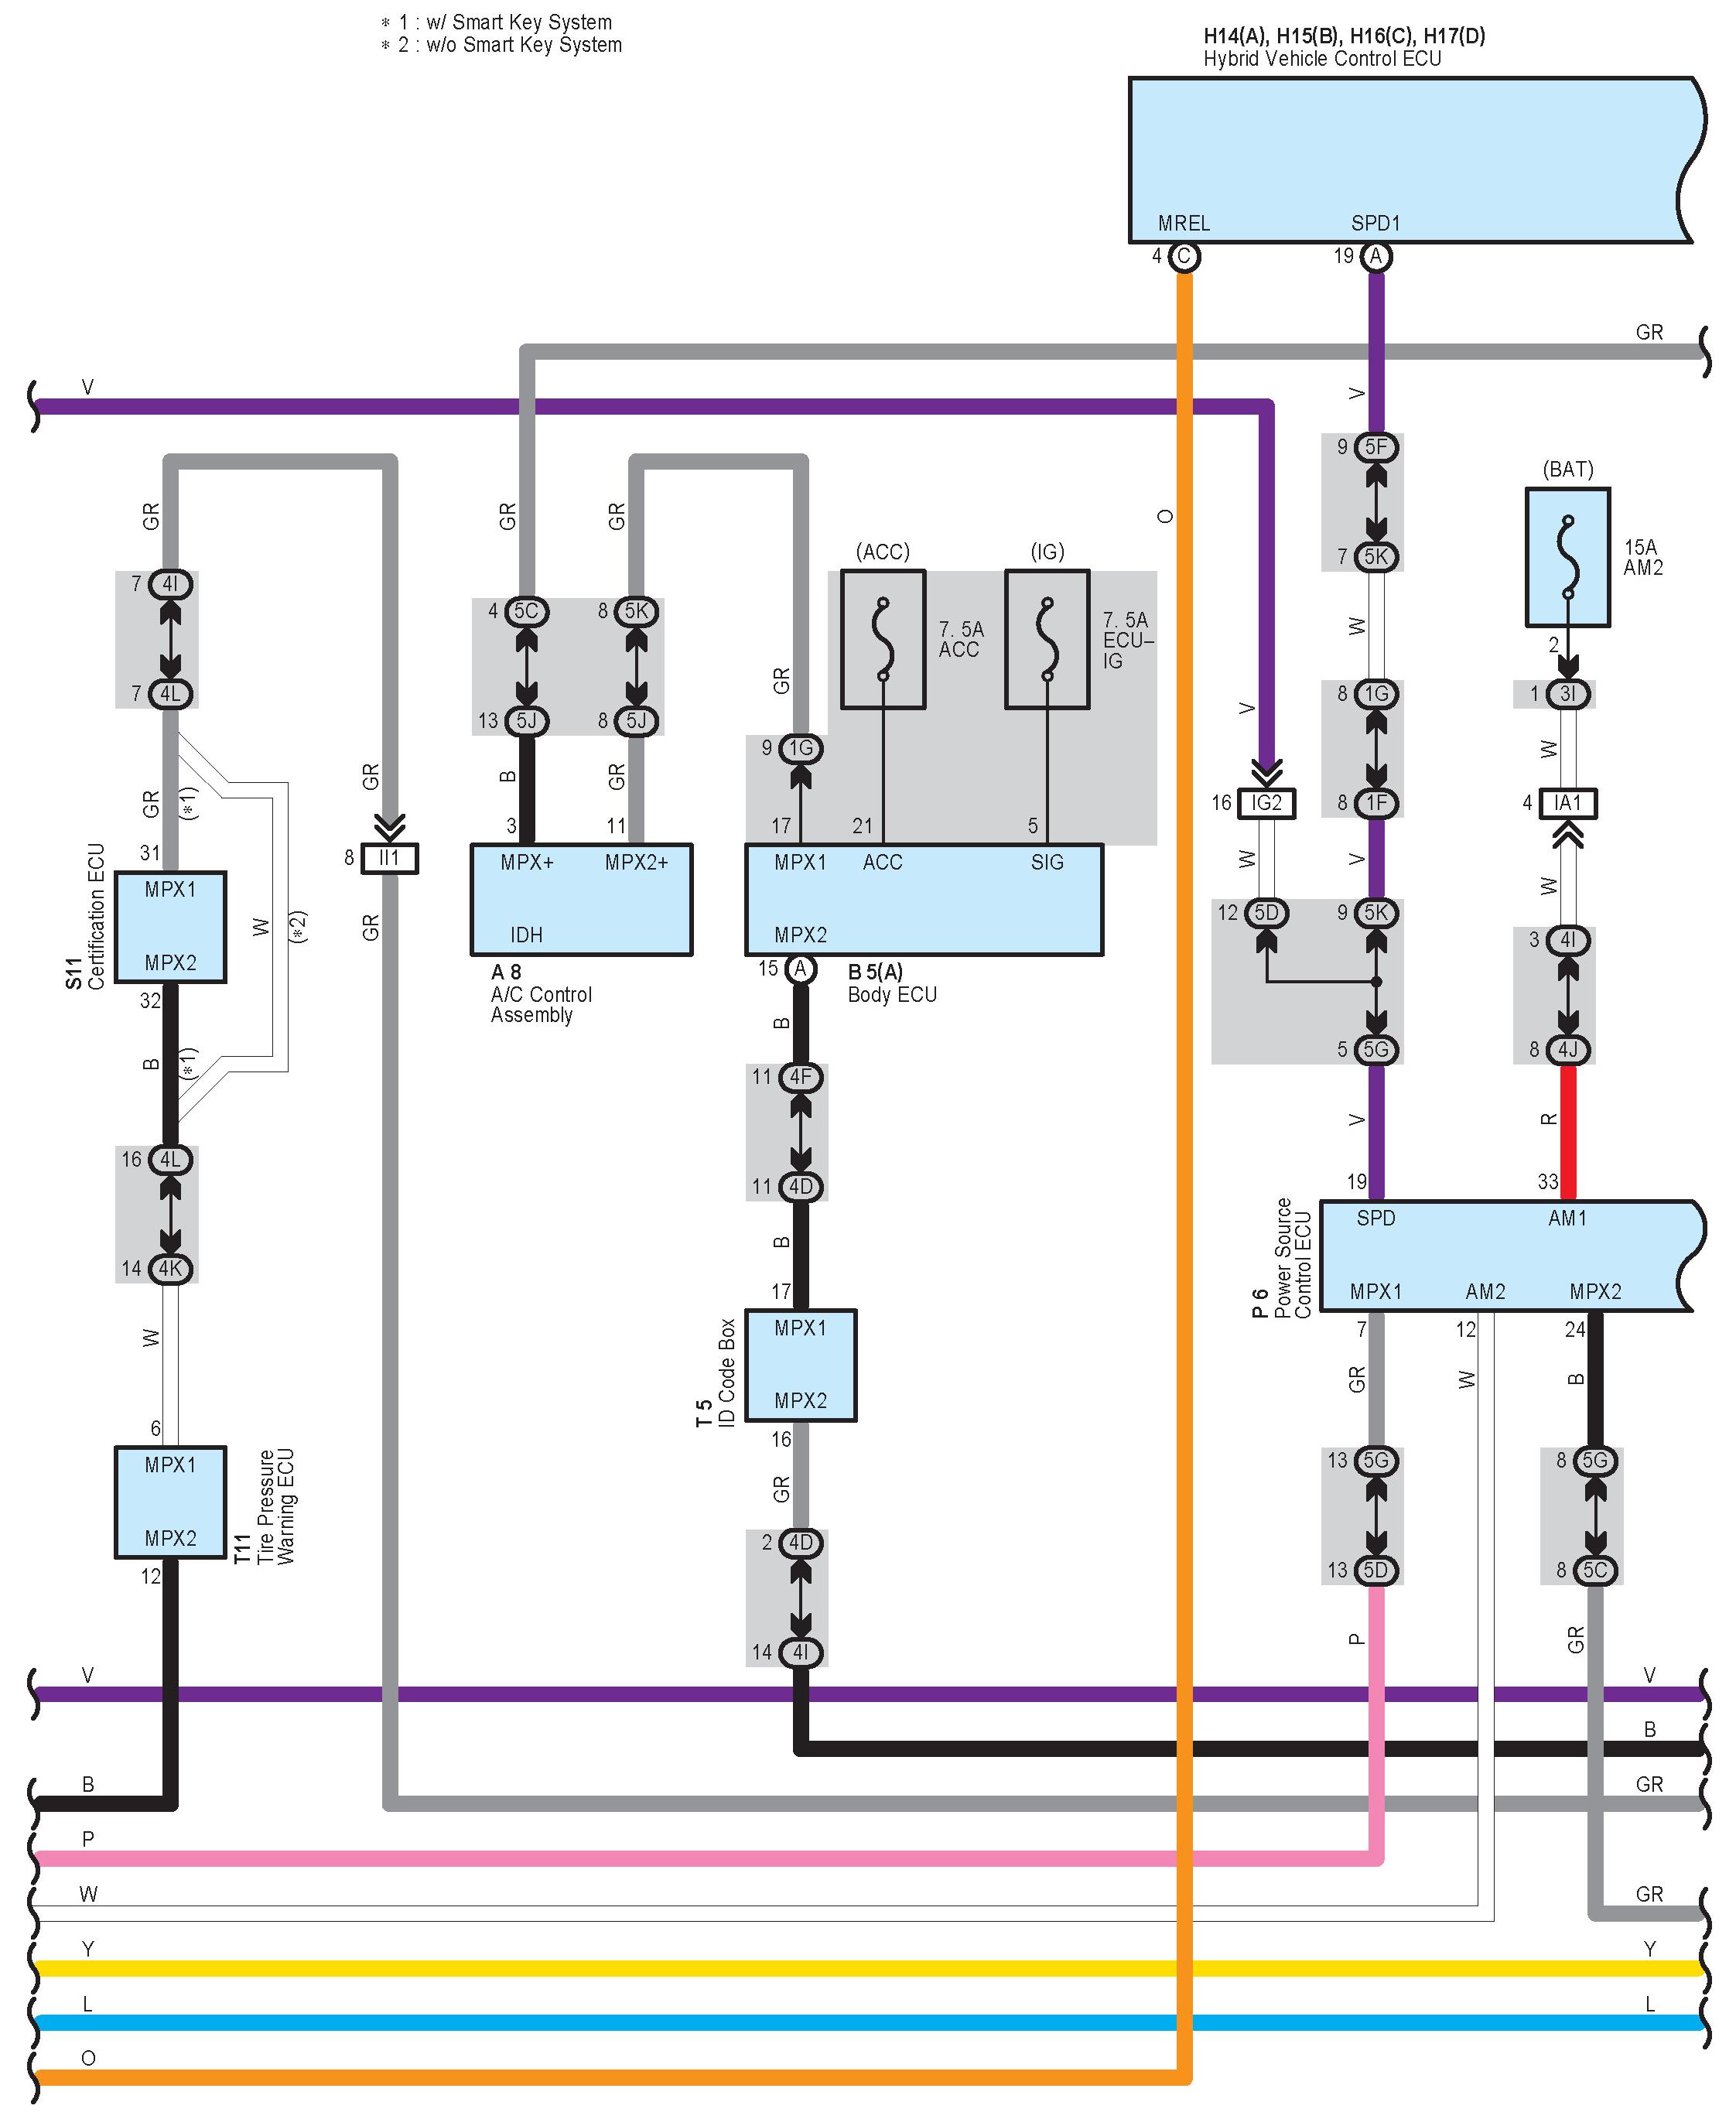 * 1 : w/ Smart Key System
* 2 : w/o Smart Key System
H14(A), H15(B), H16(C), H17(D)
Hybrid Vehicle Control ECU
MREL
SPD1
4 C
19 A
GR
V
V
9 5F
(BAT)
GR
GR
GR
O
(ACC)
(IG)
7 5K
15A
AM2
7 4I
4 5C
8 5K
7. 5A
ACC
7. 5A
ECU–
IG
W
2
GR
7 4L
8 1G
1 3I
V
13 5J
8 5J
9 1G
W
GR
B
GR
GR
(*1)
16 IG2
8 1F
4 IA1
31
8 II1
3
11
17
21
5
S11
Certification ECU
MPX1
MPX2
MPX+
MPX2+
IDH
MPX1
ACC
SIG
MPX2
W
V
W
W
(*2)
GR
12 5D
9 5K
3 4I
32
A 8
A/C Control
Assembly
15 A
B 5(A)
Body ECU
B
B
(*1)
5 5G
8 4J
11 4F
V
R
16 4L
11 4D
19
33
14 4K
B
P 6
Power Source
Control ECU
SPD
AM1
MPX1
AM2
MPX2
17
W
7
12
24
T 5
ID Code Box
MPX1
MPX2
GR
W
B
6
16
T11
Tire Pressure
Warning ECU
MPX1
MPX2
GR
13 5G
8 5G
12
2 4D
13 5D
8 5C
14 4I
P
GR
V
V
B
B
GR
P
W
GR
Y
Y
L
L
O